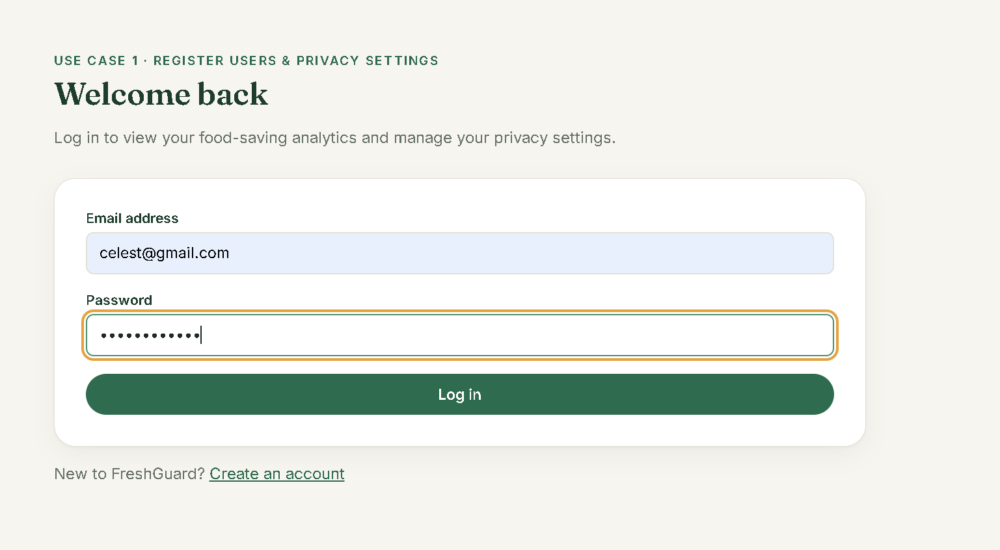 USE CASE 1 · REGISTER USERS & PRIVACY SETTINGS
Welcome back
Log in to view your food-saving analytics and manage your privacy settings.
Email address
celest@gmail.com
Password
••••••••••••
Log in
New to FreshGuard? Create an account